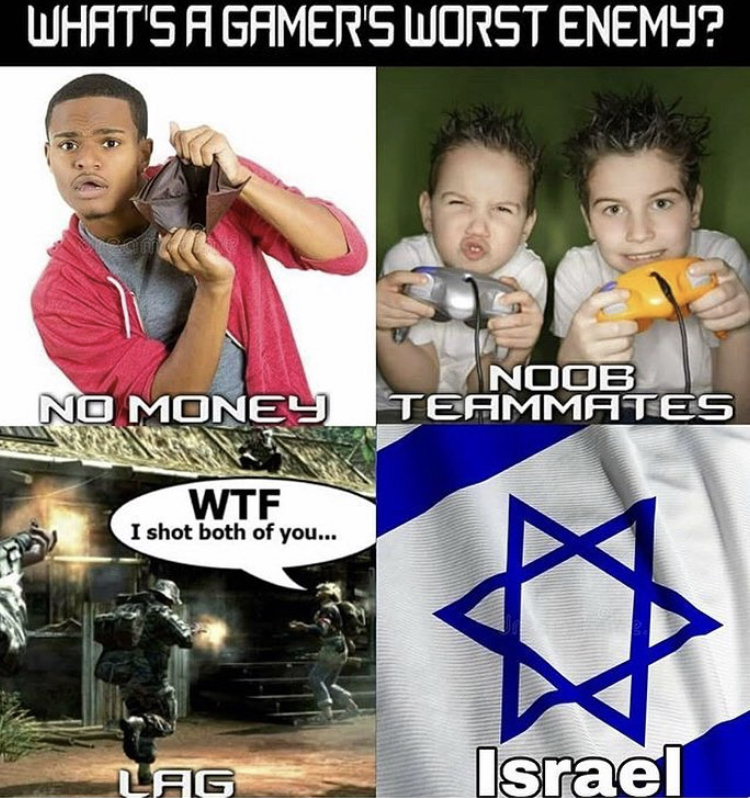 WHAT'S A GAMER'S WORST ENEMY?
NO MONEY
NOOB
TEAMMATES
WTF
I shot both of you...
LAG
Israel